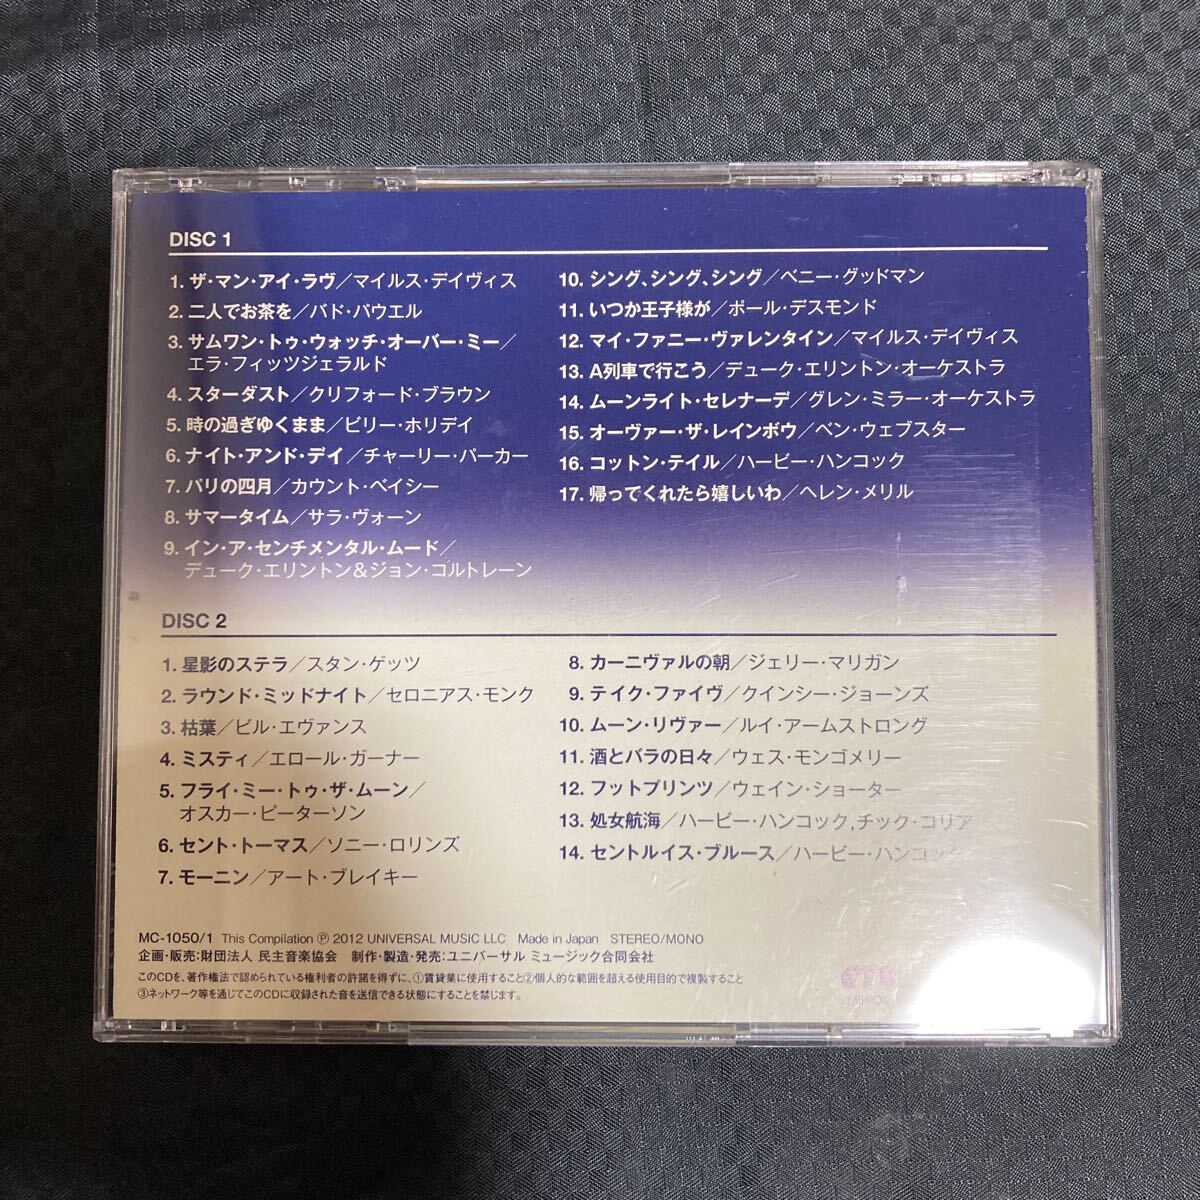 DISC 1
1. ザ・マン・アイ・ラヴ／マイルス・デイヴィス
2. 二人でお茶を／バド・パウエル
3. サムワン・トゥ・ウォッチ・オーバー・ミー／
エラ・フィッツジェラルド
4. スターダスト／クリフォード・ブラウン
5. 時の過ぎゆくまま／ビリー・ホリデイ
6. ナイト・アンド・デイ／チャーリー・パーカー
7. パリの四月／カウント・ベイシー
8. サマータイム／サラ・ヴォーン
9. イン・ア・センチメンタル・ムード／
デューク・エリントン＆ジョン・コルトレーン
10. シング、シング、シング／ベニー・グッドマン
11. いつか王子様が／ポール・デスモンド
12. マイ・ファニー・ヴァレンタイン／マイルス・デイヴィス
13. A列車で行こう／デューク・エリントン・オーケストラ
14. ムーンライト・セレナーデ／グレン・ミラー・オーケストラ
15. オーヴァー・ザ・レインボウ／ベン・ウェブスター
16. コットン・テイル／ハービー・ハンコック
17. 帰ってくれたら嬉しいわ／ヘレン・メリル
DISC 2
1. 星影のステラ／スタン・ゲッツ
2. ラウンド・ミッドナイト／セロニアス・モンク
3. 枯葉／ビル・エヴァンス
4. ミスティ／エロール・ガーナー
5. フライ・ミー・トゥ・ザ・ムーン／
オスカー・ピーターソン
6. セント・トーマス／ソニー・ロリンズ
7. モーニン／アート・ブレイキー
8. カーニヴァルの朝／ジェリー・マリガン
9. テイク・ファイヴ／クインシー・ジョーンズ
10. ムーン・リヴァー／ルイ・アームストロング
11. 酒とバラの日々／ウェス・モンゴメリー
12. フットプリンツ／ウェイン・ショーター
13. 処女航海／ハービー・ハンコック,チック・コリア
14. セントルイス・ブルース／ハービー・ハンコック
MC-1050/1 This Compilation Ⓟ 2012 UNIVERSAL MUSIC LLC Made in Japan STEREO/MONO
企画・販売:財団法人 民主音楽協会 制作・製造・発売:ユニバーサル ミュージック合同会社
このCDを、著作権法で認められている権利者の許諾を得ずに、①賃貸業に使用すること②個人的な範囲を超える使用目的で複製すること
③ネットワーク等を通じてこのCDに収録された音を送信できる状態にすることを禁じます。